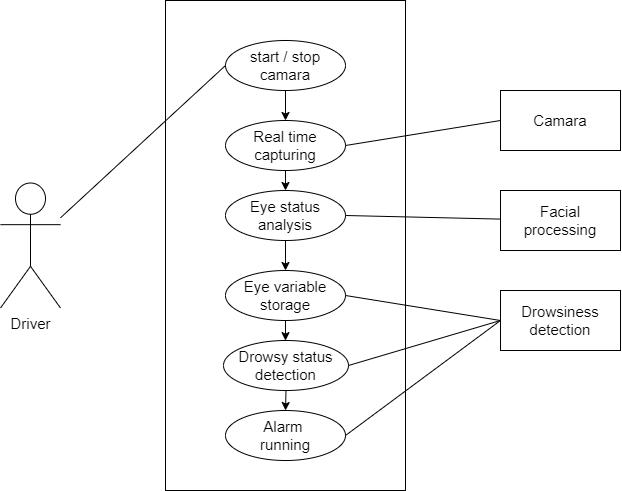 start / stop
camara
Real time
capturing
Camara
Eye status
analysis
Facial
processing
Driver
Eye variable
storage
Drowsiness
detection
Drowsy status
detection
Alarm
running